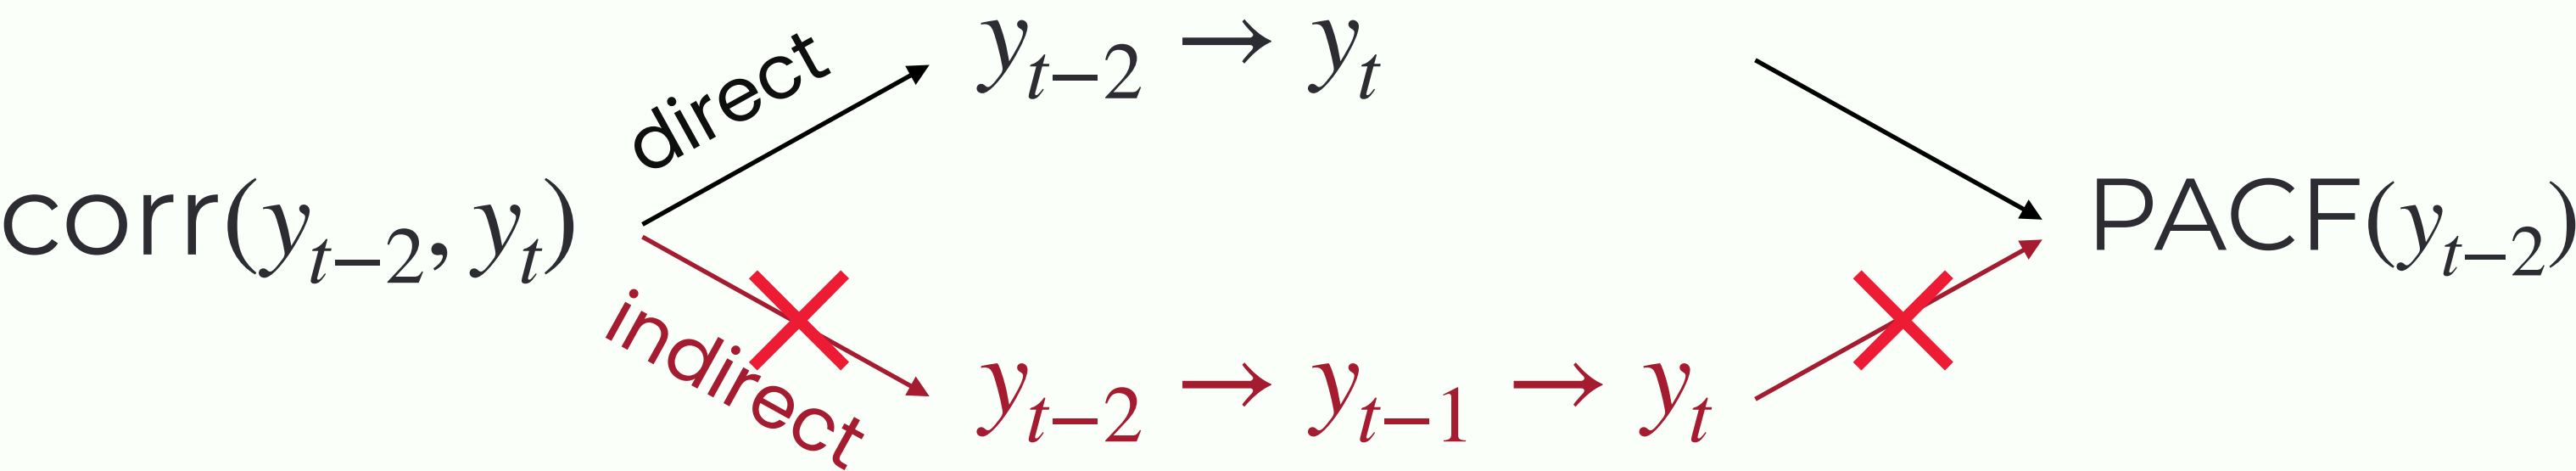 y_{t−2} → y_t
direct
corr(y_{t−2}, y_t)
PACF(y_{t−2})
indirect
y_{t−2} → y_{t−1} → y_t